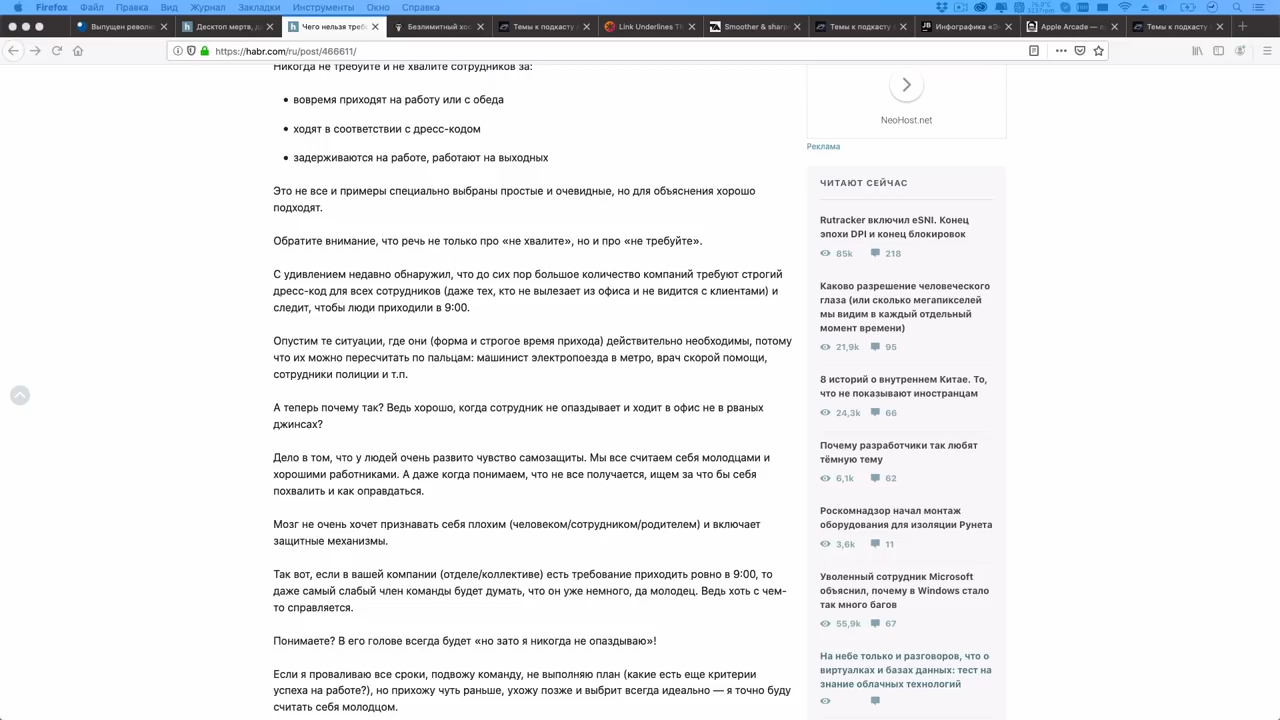 Firefox Файл Правка Вид Журнал Закладки Инструменты Окно Справка
Выпущен револю Десктоп мертв, д Чего нельзя треб Безлимитный хос Темы к подкасту Link Underlines Th Smoother & sharp Темы к подкасту Инфографика «Э Apple Arcade — Темы к подкасту
https://habr.com/ru/post/466611/
Никогда не требуйте и не хвалите сотрудников за:
вовремя приходят на работу или с обеда
ходят в соответствии с дресс-кодом
задерживаются на работе, работают на выходных
Это не все и примеры специально выбраны простые и очевидные, но для объяснения хорошо
подходят.
Обратите внимание, что речь не только про «не хвалите», но и про «не требуйте».
С удивлением недавно обнаружил, что до сих пор большое количество компаний требуют строгий
дресс-код для всех сотрудников (даже тех, кто не вылезает из офиса и не видится с клиентами) и
следит, чтобы люди приходили в 9:00.
Опустим те ситуации, где они (форма и строгое время прихода) действительно необходимы, потому
что их можно пересчитать по пальцам: машинист электропоезда в метро, врач скорой помощи,
сотрудники полиции и т.п.
А теперь почему так? Ведь хорошо, когда сотрудник не опаздывает и ходит в офис не в рваных
джинсах?
Дело в том, что у людей очень развито чувство самозащиты. Мы все считаем себя молодцами и
хорошими работниками. А даже когда понимаем, что не все получается, ищем за что бы себя
похвалить и как оправдаться.
Мозг не очень хочет признавать себя плохим (человеком/сотрудником/родителем) и включает
защитные механизмы.
Так вот, если в вашей компании (отделе/коллективе) есть требование приходить ровно в 9:00, то
даже самый слабый член команды будет думать, что он уже немного, да молодец. Ведь хоть с чем-
то справляется.
Понимаете? В его голове всегда будет «но зато я никогда не опаздываю»!
Если я проваливаю все сроки, подвожу команду, не выполняю план (какие есть еще критерии
успеха на работе?), но прихожу чуть раньше, ухожу позже и выбрит всегда идеально — я точно буду
считать себя молодцом.
NeoHost.net
Реклама
ЧИТАЮТ СЕЙЧАС
Rutracker включил eSNI. Конец
эпохи DPI и конец блокировок
85k 218
Каково разрешение человеческого
глаза (или сколько мегапикселей
мы видим в каждый отдельный
момент времени)
21,9k 95
8 историй о внутреннем Китае. То,
что не показывают иностранцам
24,3k 66
Почему разработчики так любят
тёмную тему
6,1k 62
Роскомнадзор начал монтаж
оборудования для изоляции Рунета
3,6k 11
Уволенный сотрудник Microsoft
объяснил, почему в Windows стало
так много багов
55,9k 67
На небе только и разговоров, что о
виртуалках и базах данных: тест на
знание облачных технологий